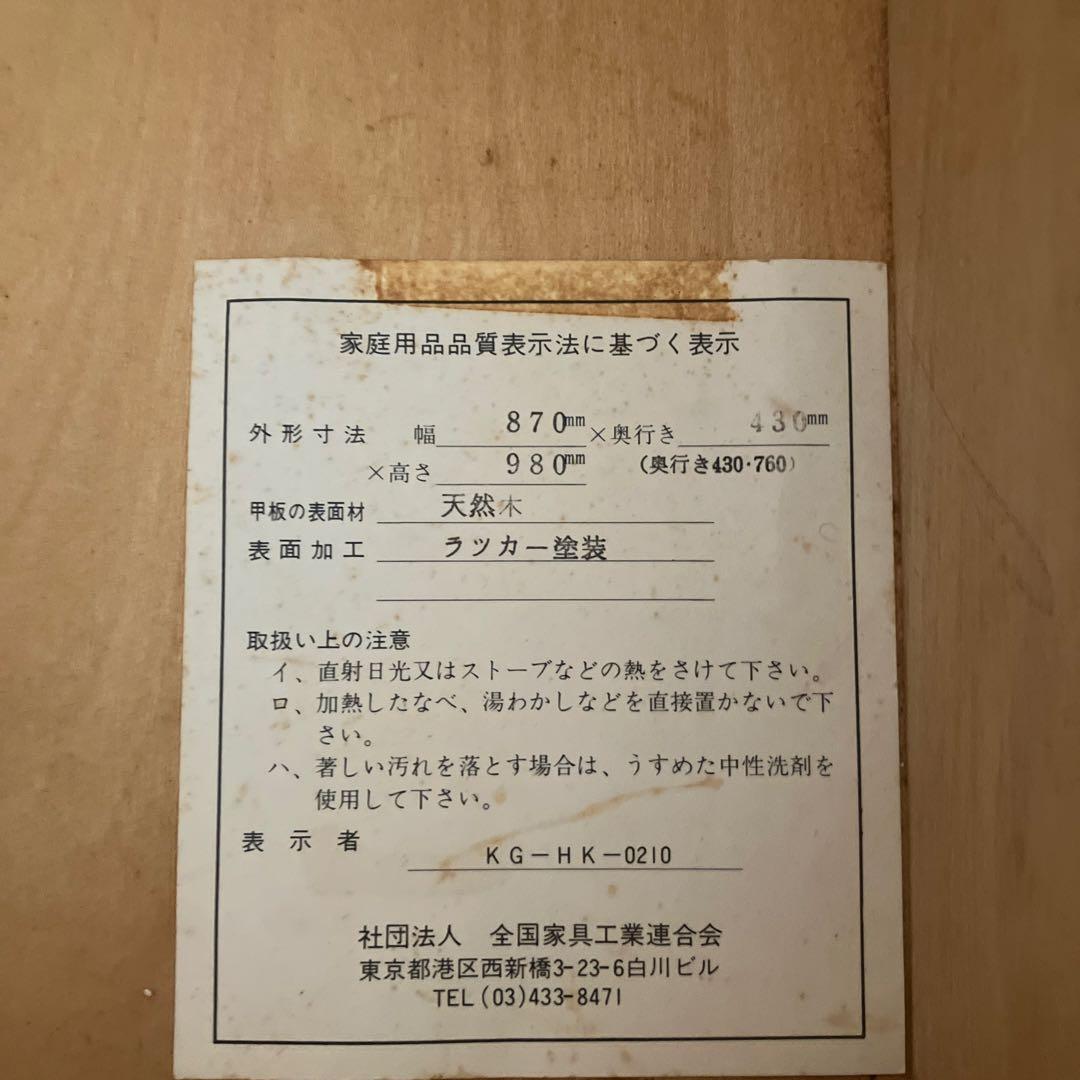 家庭用品品質表示法に基づく表示
外形寸法 幅 870mm ×奥行き 430mm
×高さ 980mm (奥行き430・760)
甲板の表面材 天然木
表面加工 ラッカー塗装
取扱い上の注意
イ、直射日光又はストーブなどの熱をさけて下さい。
ロ、加熱したなべ、湯わかしなどを直接置かないで下
さい。
ハ、著しい汚れを落とす場合は、うすめた中性洗剤を
使用して下さい。
表示者 KG-HK-0210
社団法人 全国家具工業連合会
東京都港区西新橋3-23-6白川ビル
TEL(03)433-8471